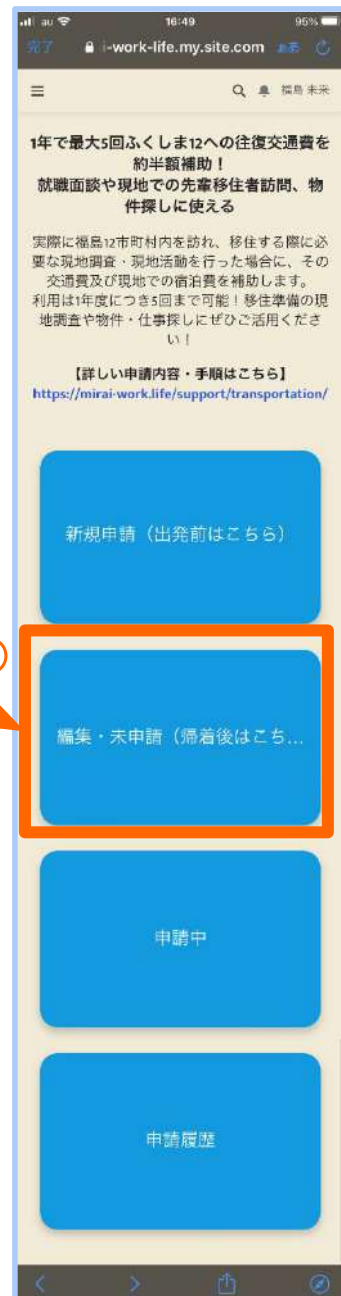 au 16:49 96%
完了 i-work-life.my.site.com ああ
福島 未来
1年で最大5回ふくしま12への往復交通費を
約半額補助！
就職面談や現地での先輩移住者訪問、物
件探しに使える
実際に福島12市町村内を訪れ、移住する際に必
要な現地調査・現地活動を行った場合に、その
交通費及び現地での宿泊費を補助します。
利用は1年度につき5回まで可能！移住準備の現
地調査や物件・仕事探しにぜひご活用くださ
い！
【詳しい申請内容・手順はこちら】
https://mirai-work.life/support/transportation/
新規申請（出発前はこちら）
編集・未申請（帰着後はこち...
申請中
申請履歴